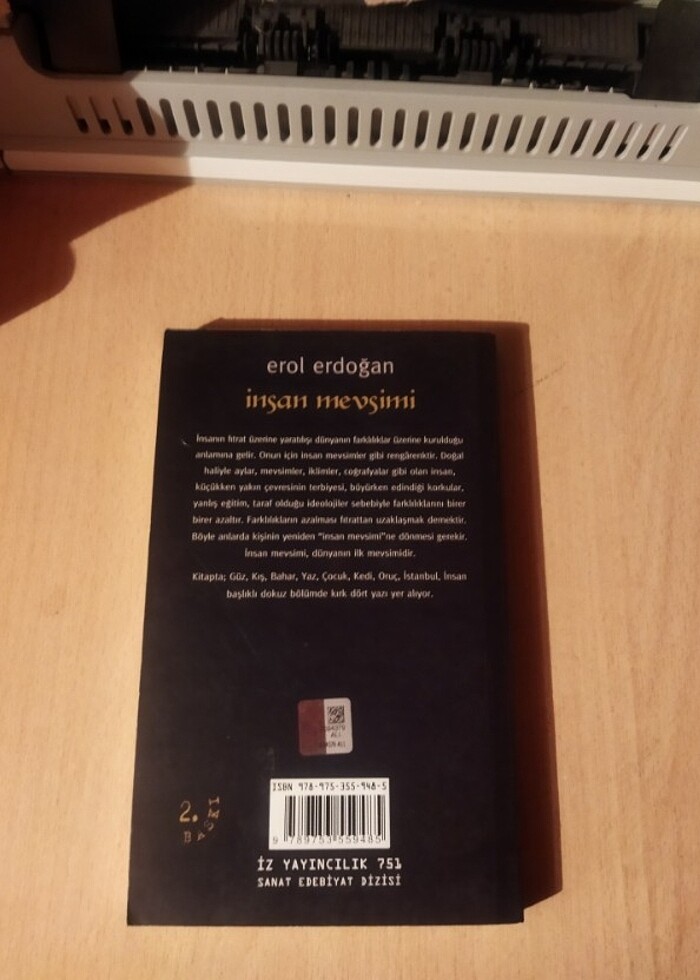 erol erdoğan
insan mevsimi
İnsanın fıtrat üzerine yaratılışı dünyanın farklılıklar üzerine kurulduğu
anlamına gelir. Onun için insan mevsimler gibi rengârenktir. Doğal
haliyle aylar, mevsimler, iklimler, coğrafyalar gibi olan insan,
küçükken yakın çevresinin terbiyesi, büyürken edindiği korkular,
yanlış eğitim, taraf olduğu ideolojiler sebebiyle farklılıklarını birer
birer azaltır. Farklılıkların azalması fıtrattan uzaklaşmak demektir.
Böyle anlarda kişinin yeniden "insan mevsimi"ne dönmesi gerekir.
İnsan mevsimi, dünyanın ilk mevsimidir.
Kitapta; Güz, Kış, Bahar, Yaz, Çocuk, Kedi, Oruç, İstanbul, İnsan
başlıklı dokuz bölümde kırk dört yazı yer alıyor.
ISBN 978-975-355-948-5
9 789753 559485
2. BASKI
İZ YAYINCILIK 751
SANAT EDEBİYAT DİZİSİ